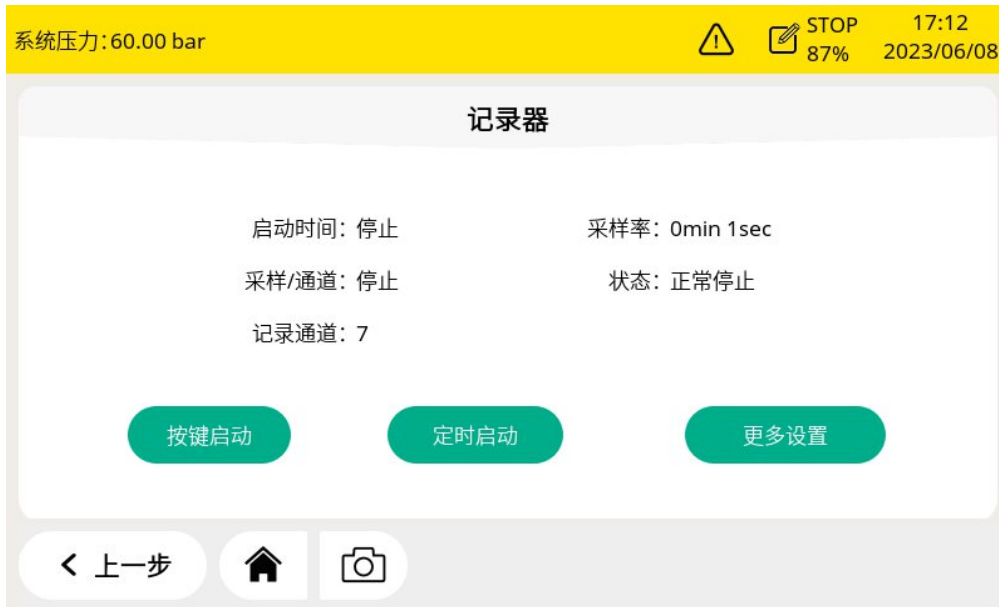 系统压力:60.00 bar
STOP
87%
17:12
2023/06/08
记录器
启动时间: 停止
采样率: 0min 1sec
采样/通道: 停止
状态: 正常停止
记录通道: 7
按键启动
定时启动
更多设置
上一步